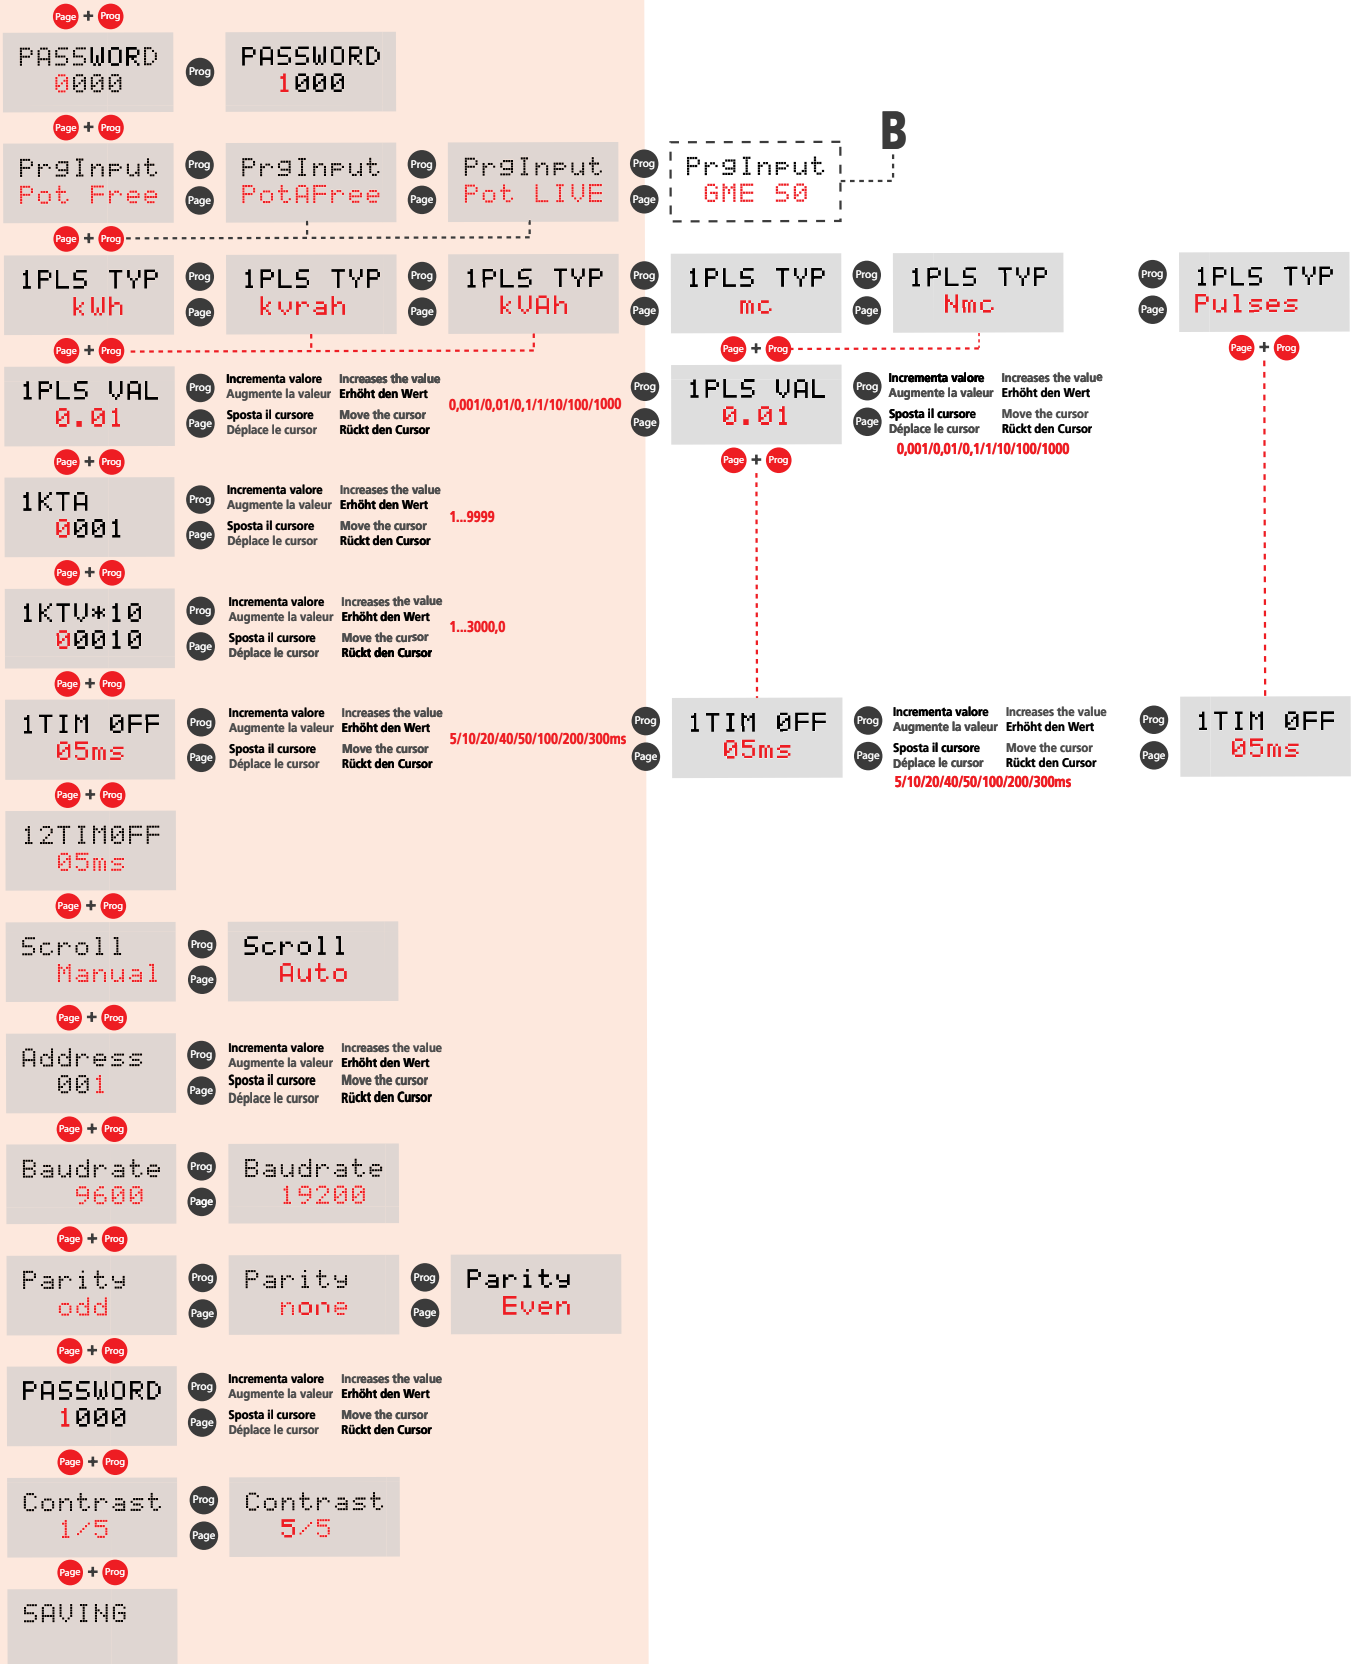 Page + Prog
PASSWORD PASSWORD
0000 Prog 1000
Page + Prog
B
PrgInput Prog PrgInput Prog PrgInput Prog PrgInput
Pot Free Page PotAFree Page Pot LIVE Page GME S0
Page + Prog
1PLS TYP Prog 1PLS TYP Prog 1PLS TYP Prog 1PLS TYP Prog 1PLS TYP Prog 1PLS TYP
kWh Page kvrah Page kVAh Page mc Page Nmc Page Pulses
Page + Prog Page + Prog Page + Prog
1PLS VAL Prog Incrementa valore Increases the value Prog 1PLS VAL Prog Incrementa valore Increases the value
Augmente la valeur Erhöht den Wert Augmente la valeur Erhöht den Wert
0.01 Page Sposta il cursore Move the cursor 0,001/0,01/0,1/1/10/100/1000 Page 0.01 Page Sposta il cursore Move the cursor
Déplace le cursor Rückt den Cursor Déplace le cursor Rückt den Cursor
0,001/0,01/0,1/1/10/100/1000
Page + Prog Page + Prog
1KTA Prog Incrementa valore Increases the value
Augmente la valeur Erhöht den Wert
0001 Page Sposta il cursore Move the cursor 1...9999
Déplace le cursor Rückt den Cursor
Page + Prog
1KTV*10 Prog Incrementa valore Increases the value
Augmente la valeur Erhöht den Wert
00010 Page Sposta il cursore Move the cursor 1...3000,0
Déplace le cursor Rückt den Cursor
Page + Prog
1TIM 0FF Prog Incrementa valore Increases the value Prog 1TIM 0FF Prog Incrementa valore Increases the value Prog 1TIM 0FF
Augmente la valeur Erhöht den Wert Augmente la valeur Erhöht den Wert
05ms Page Sposta il cursore Move the cursor 5/10/20/40/50/100/200/300ms Page 05ms Page Sposta il cursore Move the cursor Page 05ms
Déplace le cursor Rückt den Cursor Déplace le cursor Rückt den Cursor
5/10/20/40/50/100/200/300ms
Page + Prog
12TIM0FF
05ms
Page + Prog
Scroll Prog Scroll
Manual Page Auto
Page + Prog
Address Prog Incrementa valore Increases the value
Augmente la valeur Erhöht den Wert
001 Page Sposta il cursore Move the cursor
Déplace le cursor Rückt den Cursor
Page + Prog
Baudrate Prog Baudrate
9600 Page 19200
Page + Prog
Parity Prog Parity Prog Parity
odd Page none Page Even
Page + Prog
PASSWORD Prog Incrementa valore Increases the value
Augmente la valeur Erhöht den Wert
1000 Page Sposta il cursore Move the cursor
Déplace le cursor Rückt den Cursor
Page + Prog
Contrast Prog Contrast
1/5 Page 5/5
Page + Prog
SAVING